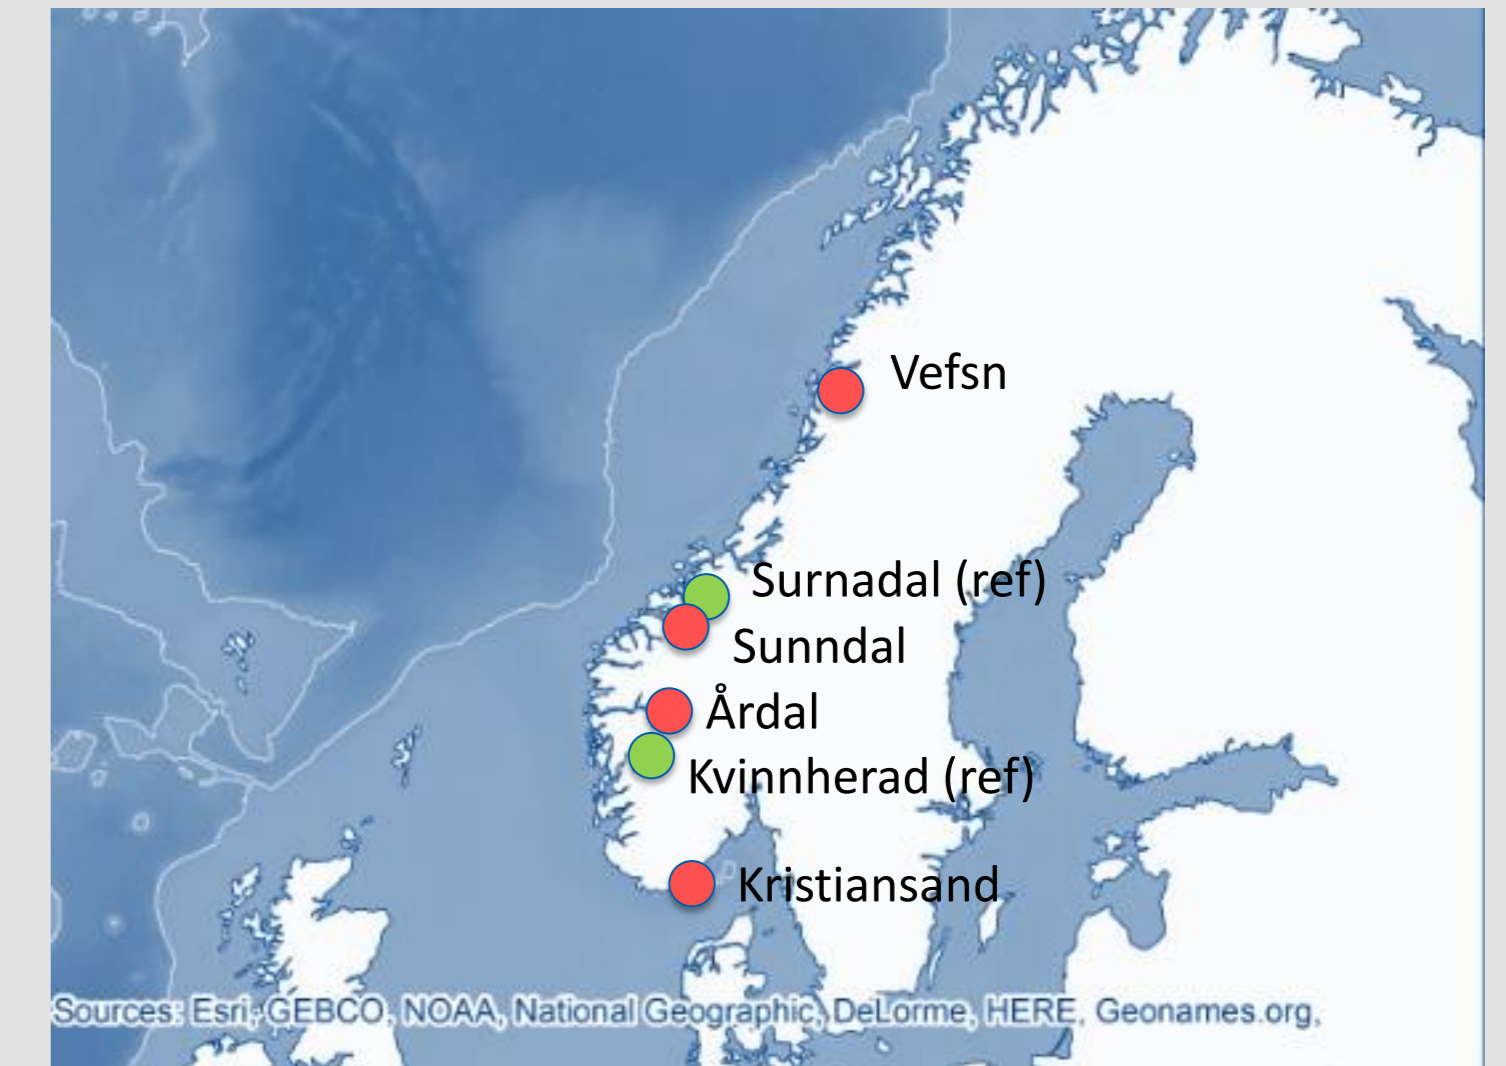 Vefsn
Surnadal (ref)
Sunndal
Årdal
Kvinnherad (ref)
Kristiansand
Sources: Esri, GEBCO, NOAA, National Geographic, DeLorme, HERE, Geonames.org,